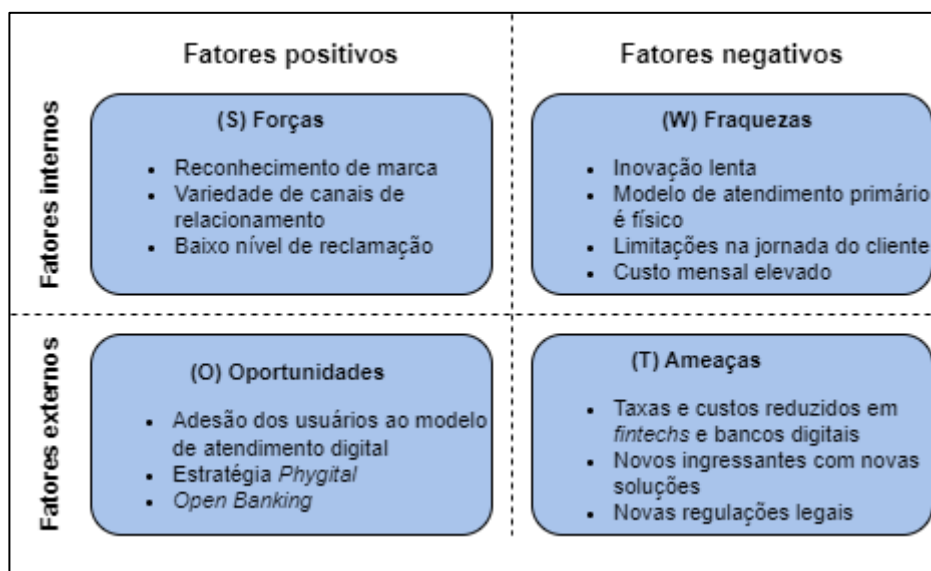 Fatores positivos
Fatores negativos
Fatores internos
(S) Forças
• Reconhecimento de marca
• Variedade de canais de
relacionamento
• Baixo nível de reclamação
(W) Fraquezas
• Inovação lenta
• Modelo de atendimento primário
é físico
• Limitações na jornada do cliente
• Custo mensal elevado
Fatores externos
(O) Oportunidades
• Adesão dos usuários ao modelo
de atendimento digital
• Estratégia Phygital
• Open Banking
(T) Ameaças
• Taxas e custos reduzidos em
fintechs e bancos digitais
• Novos ingressantes com novas
soluções
• Novas regulações legais